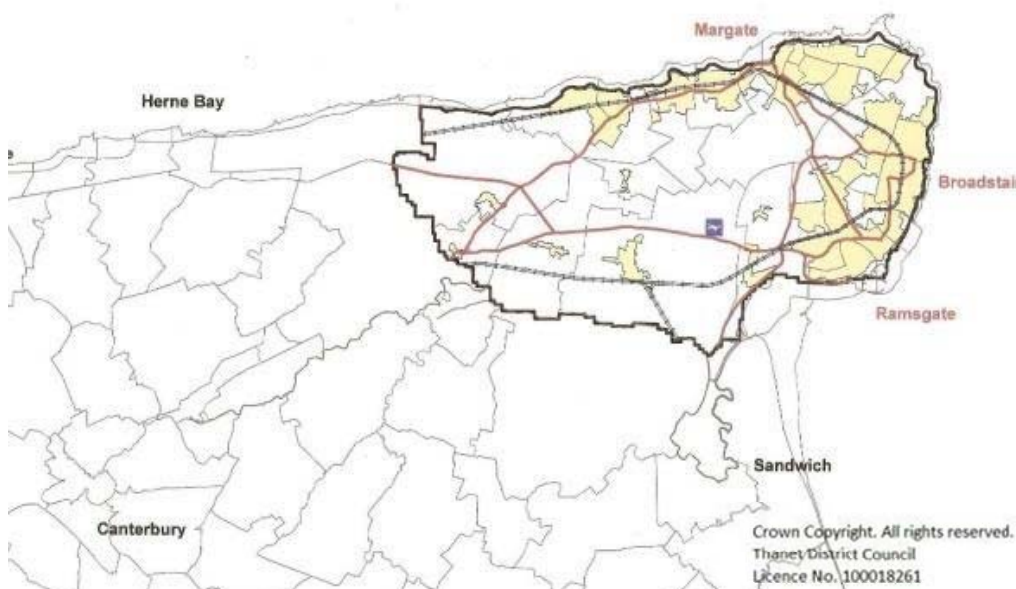 Margate
Herne Bay
Broadstai
Ramsgate
Sandwich
Canterbury
Crown Copyright. All rights reserved.
Thanet District Council
Licence No. 100018261